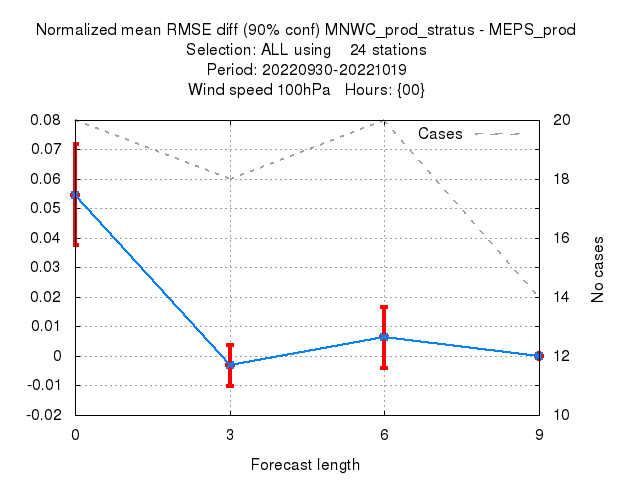 Normalized mean RMSE diff (90% conf) MNWC_prod_stratus - MEPS_prod
Selection: ALL using 24 stations
Period: 20220930-20221019
Wind speed 100hPa Hours: {00}
Cases
0.08
0.07
0.06
0.05
0.04
0.03
0.02
0.01
0
-0.01
-0.02
20
18
16
14
12
10
No cases
0 3 6 9
Forecast length